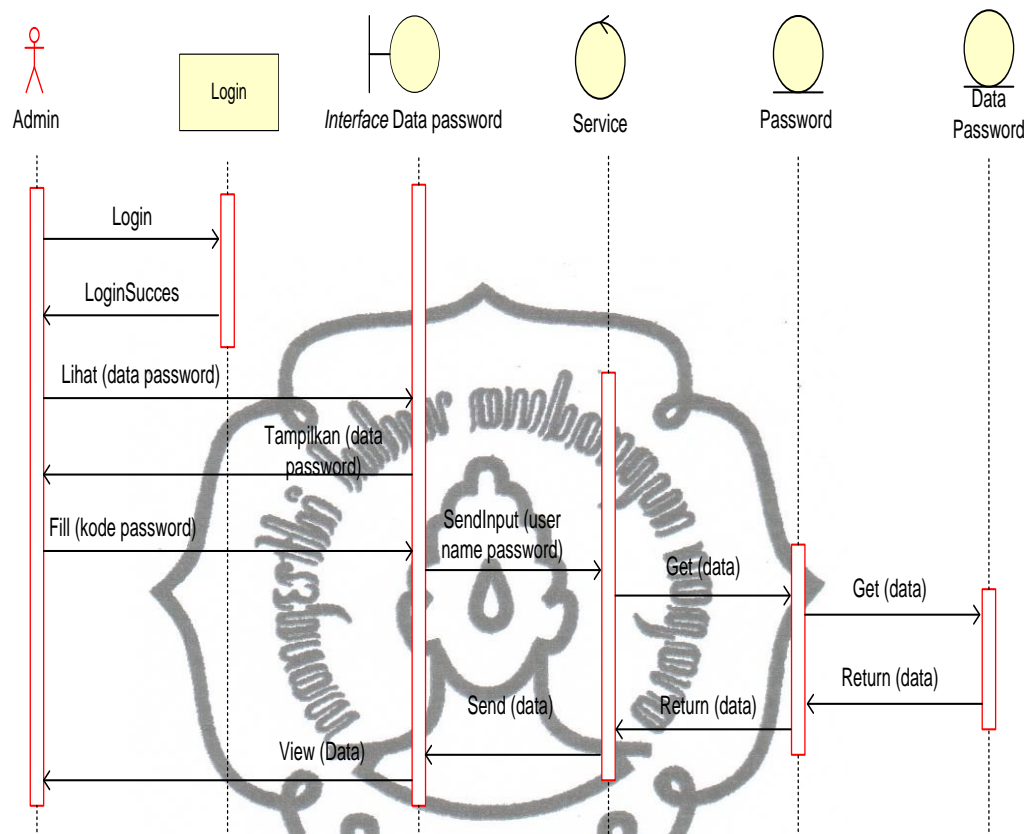 Admin
Login
Interface Data password
Service
Password
Data
Password
Login
LoginSucces
Lihat (data password)
Tampilkan (data
password)
Fill (kode password)
SendInput (user
name password)
Get (data)
Get (data)
Return (data)
Return (data)
Send (data)
View (Data)